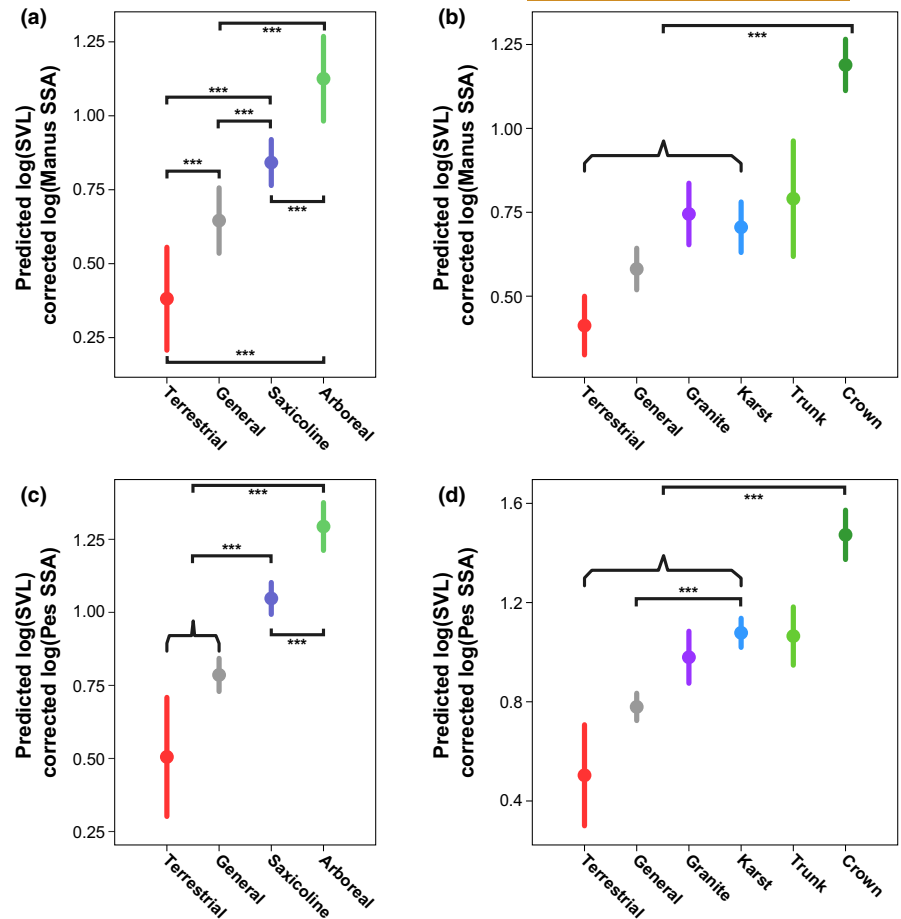 (a)
Predicted log(SVL)
corrected log(Manus SSA)
1.25
1.00
0.75
0.50
0.25
***
***
***
***
***
***
Terrestrial
General
Saxicoline
Arboreal
(b)
Predicted log(SVL)
corrected log(Manus SSA)
1.25
1.00
0.75
0.50
***
Terrestrial
General
Granite
Karst
Trunk
Crown
(c)
Predicted log(SVL)
corrected log(Pes SSA)
1.25
1.00
0.75
0.50
0.25
***
***
***
Terrestrial
General
Saxicoline
Arboreal
(d)
Predicted log(SVL)
corrected log(Pes SSA)
1.6
1.2
0.8
0.4
***
***
Terrestrial
General
Granite
Karst
Trunk
Crown